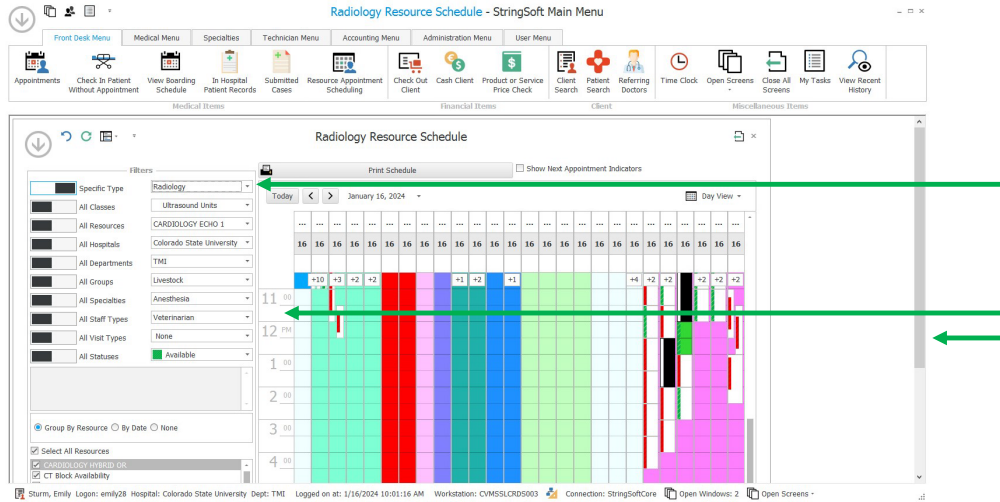 Radiology Resource Schedule - StringSoft Main Menu
Front Desk Menu Medical Menu Specialties Technician Menu Accounting Menu Administration Menu User Menu
Appointments Check In Patient Without Appointment View Boarding Schedule In Hospital Patient Records Submitted Cases Resource Appointment Scheduling Check Out Client Cash Client Product or Service Price Check Client Search Patient Search Referring Doctors Time Clock Open Screens Close All Screens My Tasks View Recent History
Medical Items Financial Items Client Miscellaneous Items
Radiology Resource Schedule
Filters
Print Schedule Show Next Appointment Indicators
Specific Type Radiology
Today January 16, 2024 Day View
All Classes Ultrasound Units
All Resources CARDIOLOGY ECHO 1
All Hospitals Colorado State University
All Departments TMI
All Groups Livestock
All Specialties Anesthesia
All Staff Types Veterinarian
All Visit Types None
All Statuses Available
... ... ... ... ... ... ... ... ... ... ... ... ... ... ... ... ... ... ... ... ... ... ... ... ... ...
16 16 16 16 16 16 16 16 16 16 16 16 16 16 16 16 16 16 16 16 16 16 16 16 16 16
+10 +3 +2 +2 +1 +2 +1 +4 +2 +2 +2 +2 +2
11 00
12 PM
1 00
2 00
3 00
4 00
Group By Resource By Date None
Select All Resources
CARDIOLOGY HYBRID OR
CT Block Availability
Sturm, Emily Logon: emily28 Hospital: Colorado State University Dept: TMI Logged on at: 1/16/2024 10:01:16 AM Workstation: CVMSSLCRDS003 Connection: StringSoftCore Open Windows: 2 Open Screens